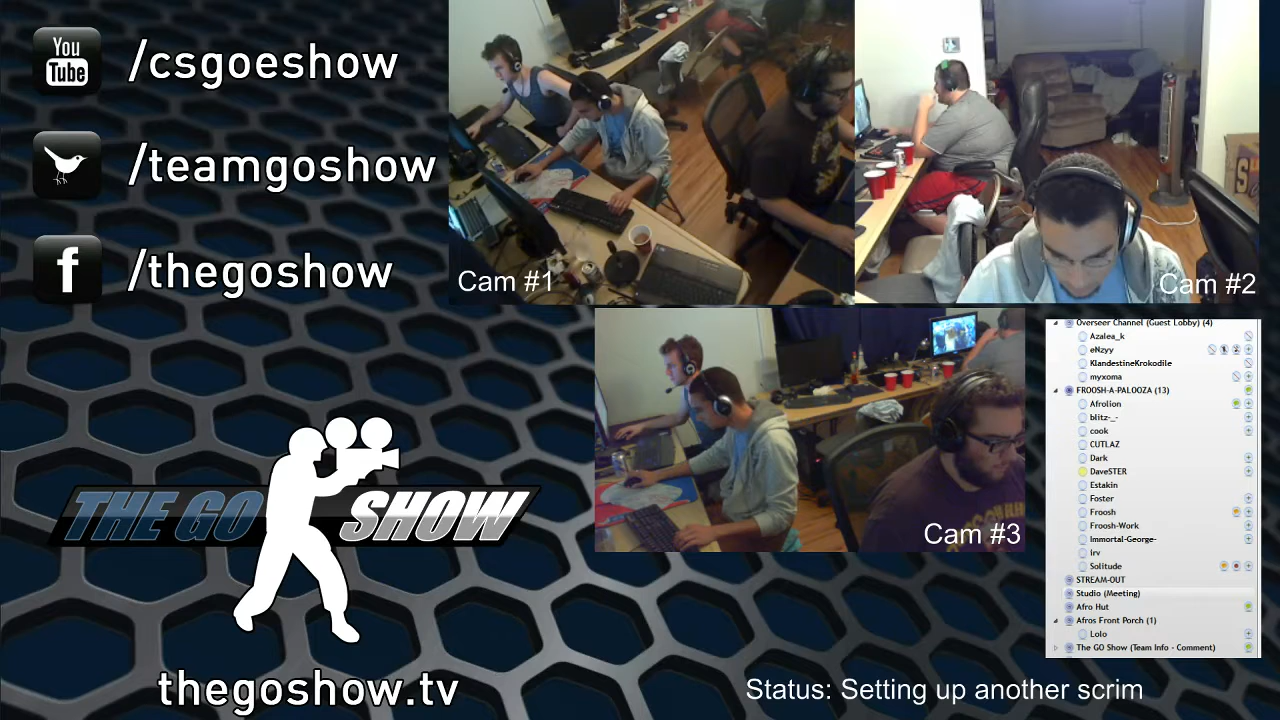 You
Tube
/csgoeshow
/teamgoshow
f
/thegoshow
THE GO SHOW
thegoshow.tv
Cam #1
Cam #2
Cam #3
Overseer Channel (Guest Lobby) (4)
Azalea_k
eNzyy
KlandestineKrokodile
myxoma
FROOSH-A-PALOOZA (13)
Afrolion
blitz-_-
cook
CUTLAZ
Dark
DaveSTER
Estakin
Foster
Froosh
Froosh-Work
Immortal-George-
irv
Solitude
STREAM-OUT
Studio (Meeting)
Afro Hut
Afros Front Porch (1)
Lolo
The GO Show (Team Info - Comment)
Status: Setting up another scrim